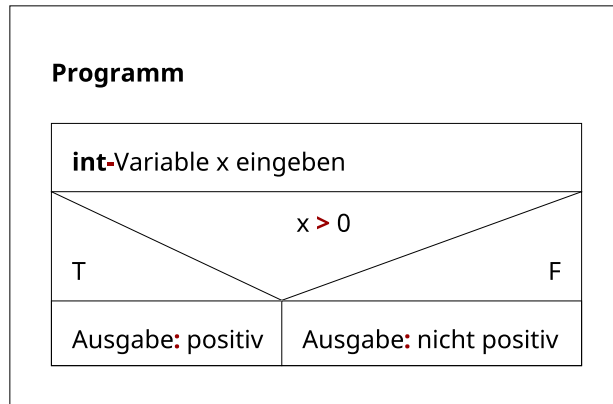 Programm
int-Variable x eingeben
x > 0
T F
Ausgabe: positiv Ausgabe: nicht positiv